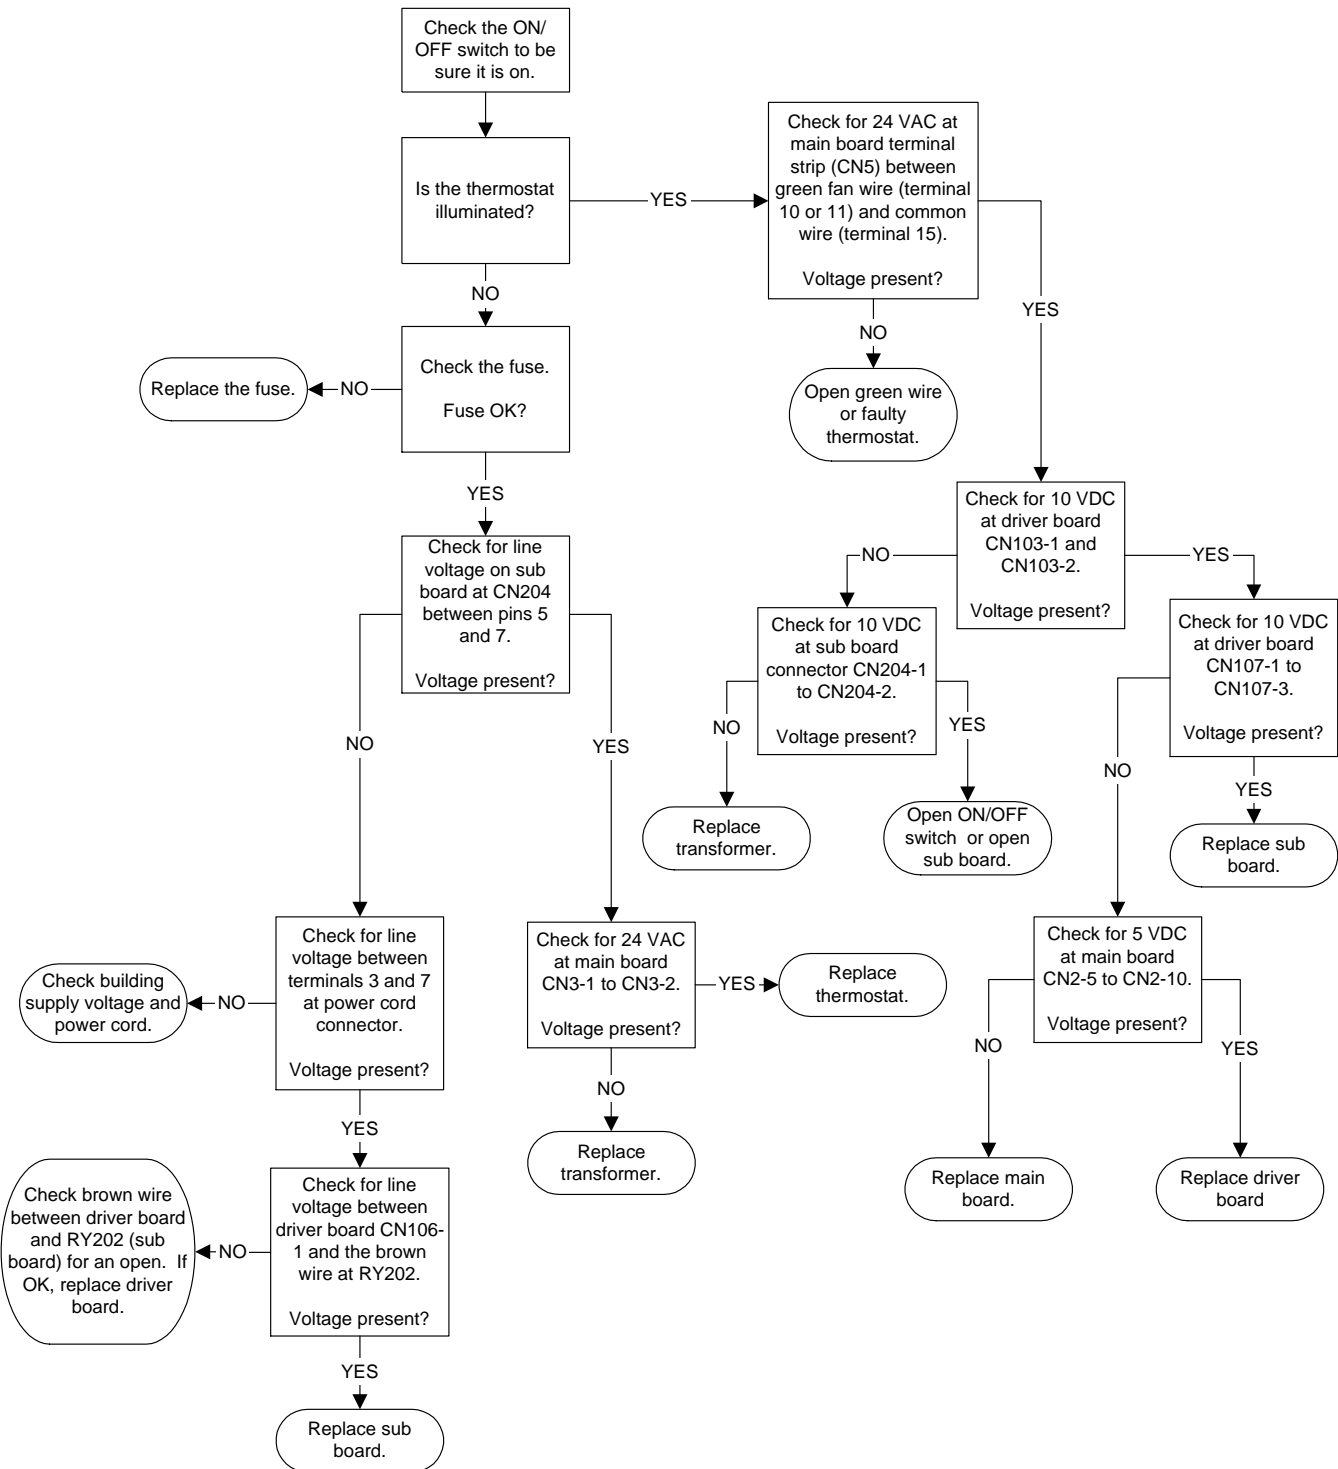 Check the ON/
OFF switch to be
sure it is on.
Is the thermostat
illuminated?
YES
Check for 24 VAC at
main board terminal
strip (CN5) between
green fan wire (terminal
10 or 11) and common
wire (terminal 15).
Voltage present?
NO
YES
NO
Check the fuse.
Fuse OK?
NO
Replace the fuse.
Open green wire
or faulty
thermostat.
YES
Check for line
voltage on sub
board at CN204
between pins 5
and 7.
Voltage present?
Check for 10 VDC
at driver board
CN103-1 and
CN103-2.
Voltage present?
NO
YES
Check for 10 VDC
at sub board
connector CN204-1
to CN204-2.
Voltage present?
Check for 10 VDC
at driver board
CN107-1 to
CN107-3.
Voltage present?
NO
YES
NO
YES
NO
YES
Replace
transformer.
Open ON/OFF
switch or open
sub board.
Replace sub
board.
Check for line
voltage between
terminals 3 and 7
at power cord
connector.
Voltage present?
NO
Check building
supply voltage and
power cord.
Check for 24 VAC
at main board
CN3-1 to CN3-2.
Voltage present?
YES
Replace
thermostat.
Check for 5 VDC
at main board
CN2-5 to CN2-10.
Voltage present?
NO
YES
NO
YES
Replace
transformer.
Replace main
board.
Replace driver
board
Check for line
voltage between
driver board CN106-
1 and the brown
wire at RY202.
Voltage present?
NO
Check brown wire
between driver board
and RY202 (sub
board) for an open. If
OK, replace driver
board.
YES
Replace sub
board.